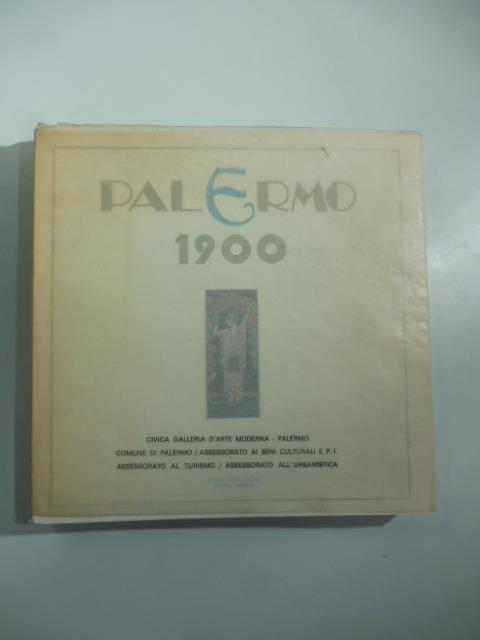 PALERMO
1900
CIVICA GALLERIA D'ARTE MODERNA - PALERMO
COMUNE DI PALERMO / ASSESSORATO AI BENI CULTURALI E P.I.
ASSESSORATO AL TURISMO / ASSESSORATO ALL'URBANISTICA